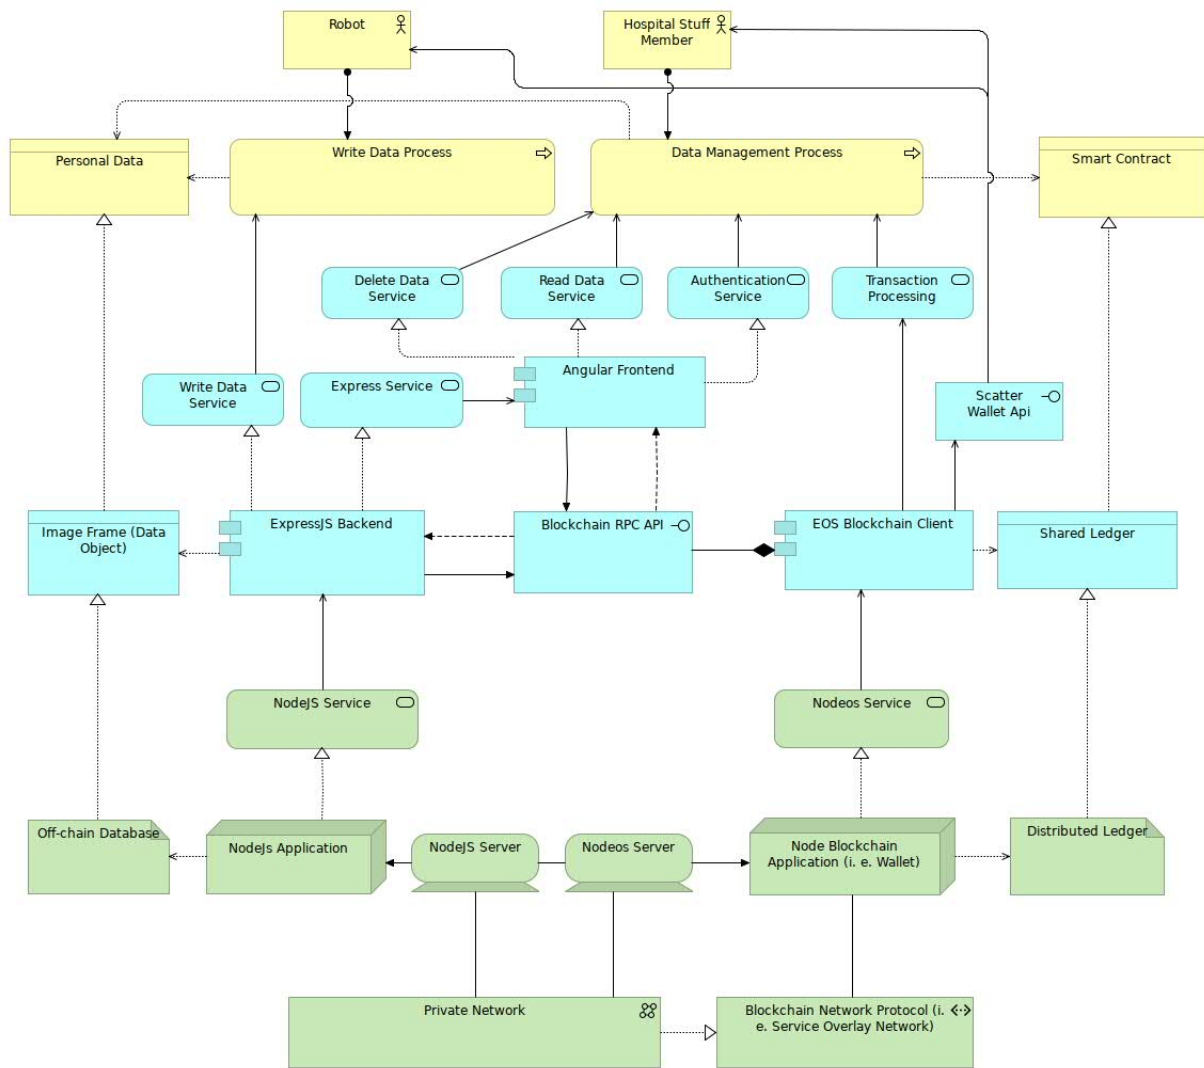 Robot
Hospital Stuff
Member
Personal Data
Write Data Process
Data Management Process
Smart Contract
Delete Data
Service
Read Data
Service
Authentication
Service
Transaction
Processing
Write Data
Service
Express Service
Angular Frontend
Scatter
Wallet Api
Image Frame (Data
Object)
ExpressJS Backend
Blockchain RPC API
EOS Blockchain Client
Shared Ledger
NodeJS Service
Nodeos Service
Off-chain Database
NodeJs Application
NodeJS Server
Nodeos Server
Node Blockchain
Application (i. e. Wallet)
Distributed Ledger
Private Network
Blockchain Network Protocol (i.
e. Service Overlay Network)